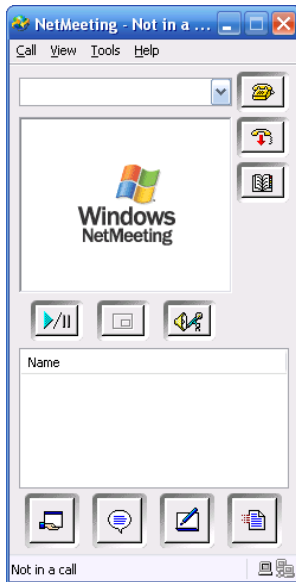 NetMeeting - Not in a ...
Call View Tools Help
Windows
NetMeeting
Name
Not in a call